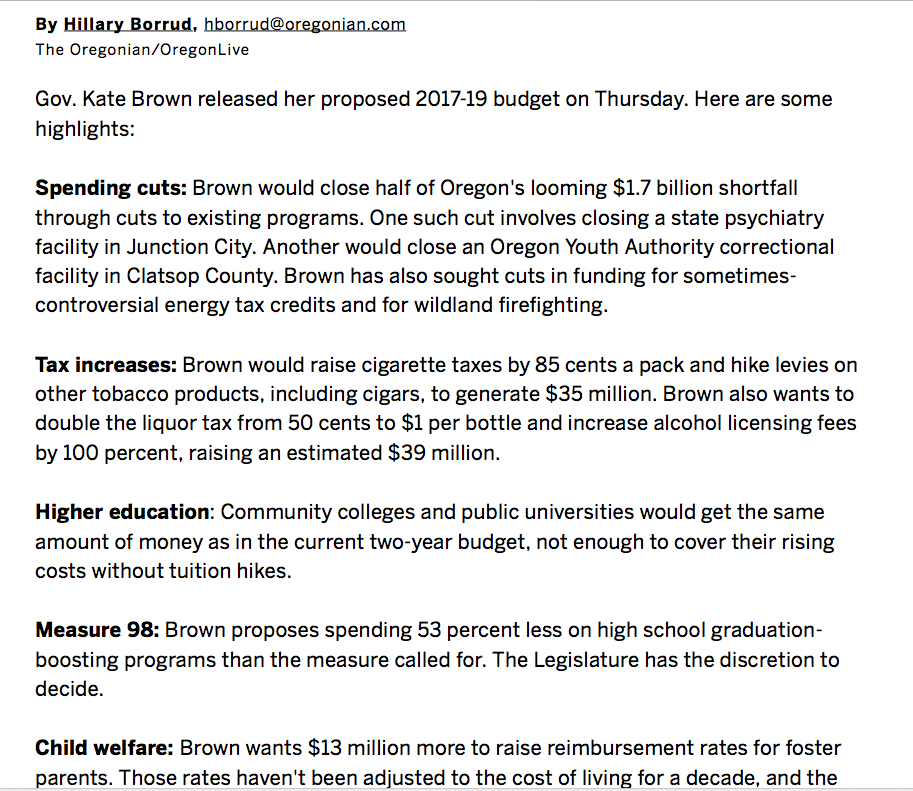 By Hillary Borrud, hborrud@oregonian.com
The Oregonian/OregonLive
Gov. Kate Brown released her proposed 2017-19 budget on Thursday. Here are some
highlights:
Spending cuts: Brown would close half of Oregon's looming $1.7 billion shortfall
through cuts to existing programs. One such cut involves closing a state psychiatry
facility in Junction City. Another would close an Oregon Youth Authority correctional
facility in Clatsop County. Brown has also sought cuts in funding for sometimes-
controversial energy tax credits and for wildland firefighting.
Tax increases: Brown would raise cigarette taxes by 85 cents a pack and hike levies on
other tobacco products, including cigars, to generate $35 million. Brown also wants to
double the liquor tax from 50 cents to $1 per bottle and increase alcohol licensing fees
by 100 percent, raising an estimated $39 million.
Higher education: Community colleges and public universities would get the same
amount of money as in the current two-year budget, not enough to cover their rising
costs without tuition hikes.
Measure 98: Brown proposes spending 53 percent less on high school graduation-
boosting programs than the measure called for. The Legislature has the discretion to
decide.
Child welfare: Brown wants $13 million more to raise reimbursement rates for foster
parents. Those rates haven't been adjusted to the cost of living for a decade, and the